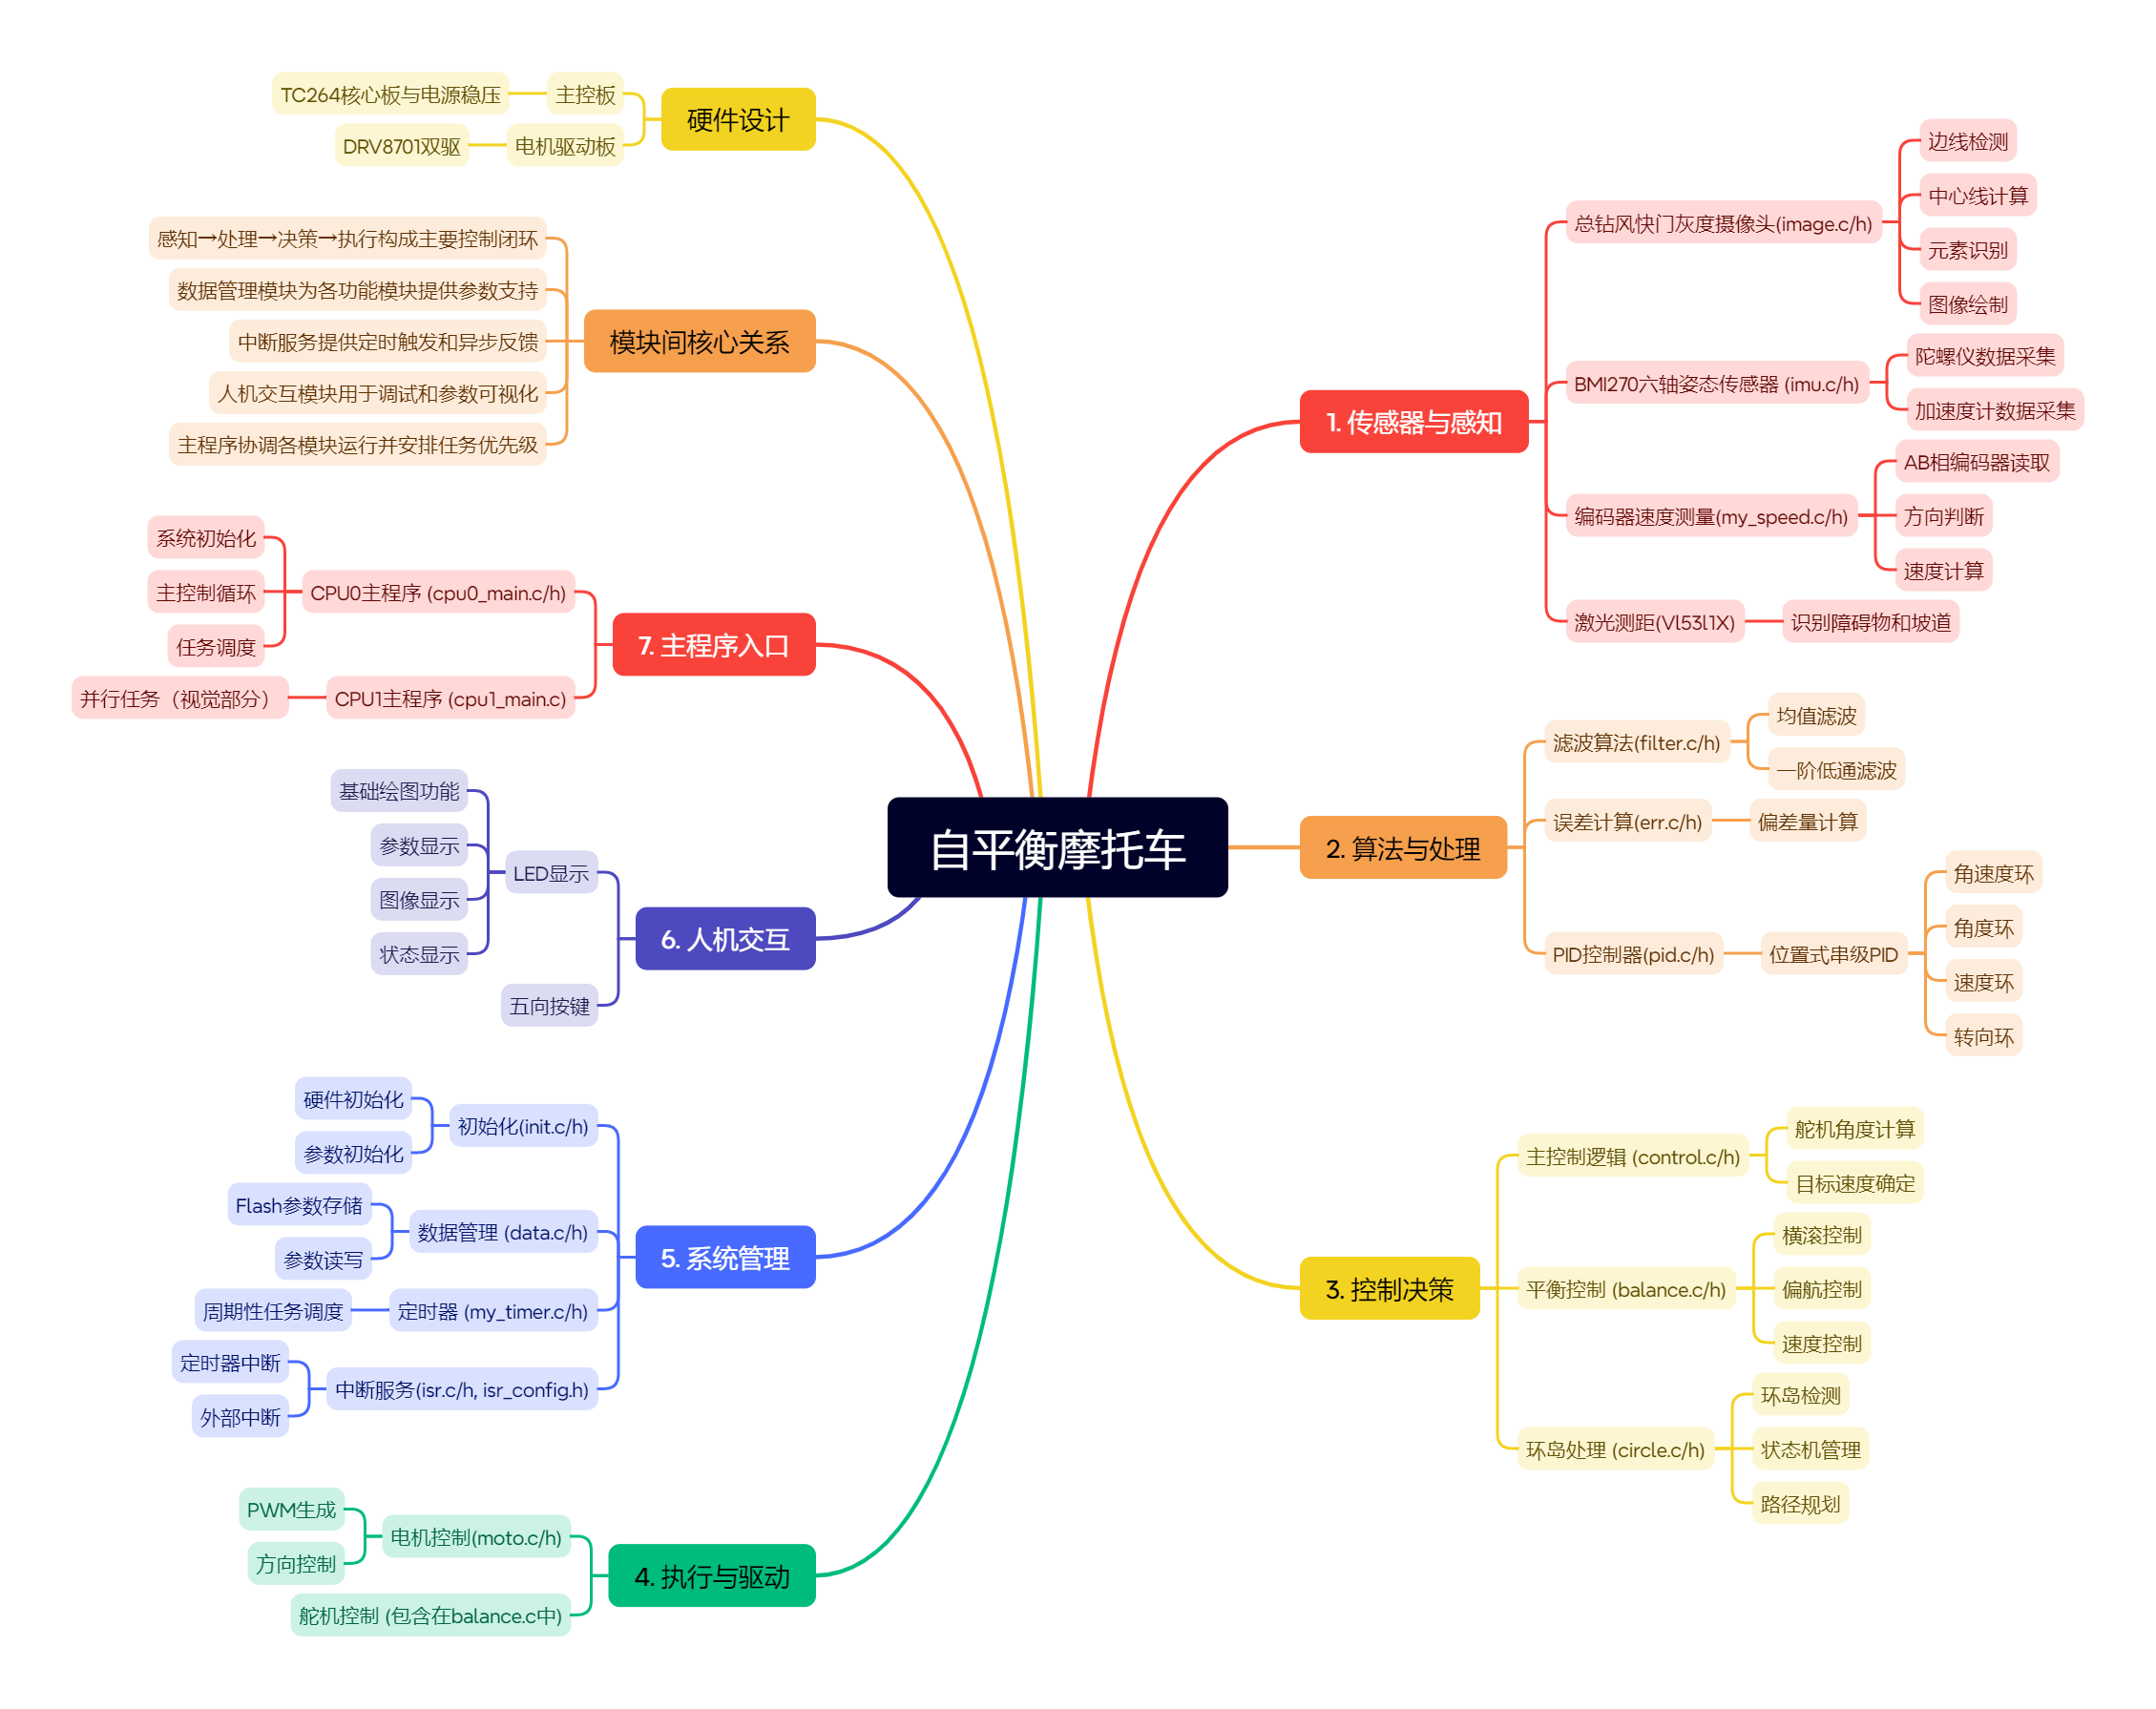 自平衡摩托车
1. 传感器与感知
总钻风快门灰度摄像头(image.c/h)
边线检测
中心线计算
元素识别
图像绘制
BMI270六轴姿态传感器 (imu.c/h)
陀螺仪数据采集
加速度计数据采集
编码器速度测量(my_speed.c/h)
AB相编码器读取
方向判断
速度计算
激光测距(Vl53l1X)
识别障碍物和坡道
2. 算法与处理
滤波算法(filter.c/h)
均值滤波
一阶低通滤波
误差计算(err.c/h)
偏差量计算
PID控制器(pid.c/h)
位置式串级PID
角速度环
角度环
速度环
转向环
3. 控制决策
主控制逻辑 (control.c/h)
舵机角度计算
目标速度确定
平衡控制 (balance.c/h)
横滚控制
偏航控制
速度控制
环岛处理 (circle.c/h)
环岛检测
状态机管理
路径规划
硬件设计
主控板
TC264核心板与电源稳压
电机驱动板
DRV8701双驱
模块间核心关系
感知→处理→决策→执行构成主要控制闭环
数据管理模块为各功能模块提供参数支持
中断服务提供定时触发和异步反馈
人机交互模块用于调试和参数可视化
主程序协调各模块运行并安排任务优先级
7. 主程序入口
CPU0主程序 (cpu0_main.c/h)
系统初始化
主控制循环
任务调度
CPU1主程序 (cpu1_main.c)
并行任务（视觉部分）
6. 人机交互
LED显示
基础绘图功能
参数显示
图像显示
状态显示
五向按键
5. 系统管理
初始化(init.c/h)
硬件初始化
参数初始化
数据管理 (data.c/h)
Flash参数存储
参数读写
定时器 (my_timer.c/h)
周期性任务调度
中断服务(isr.c/h, isr_config.h)
定时器中断
外部中断
4. 执行与驱动
电机控制(moto.c/h)
PWM生成
方向控制
舵机控制 (包含在balance.c中)